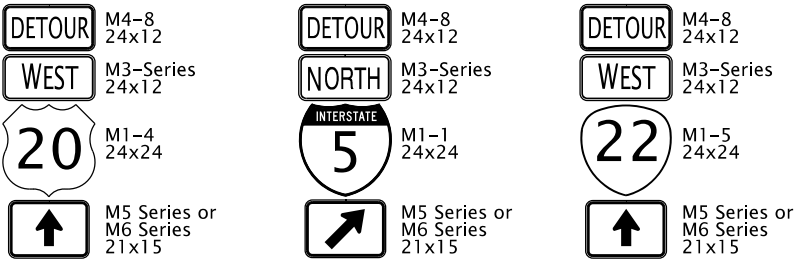 DETOUR
M4-8
24x12
WEST
M3-Series
24x12
20
M1-4
24x24
M5 Series or
M6 Series
21x15
DETOUR
M4-8
24x12
NORTH
M3-Series
24x12
INTERSTATE
5
M1-1
24x24
M5 Series or
M6 Series
21x15
DETOUR
M4-8
24x12
WEST
M3-Series
24x12
22
M1-5
24x24
M5 Series or
M6 Series
21x15